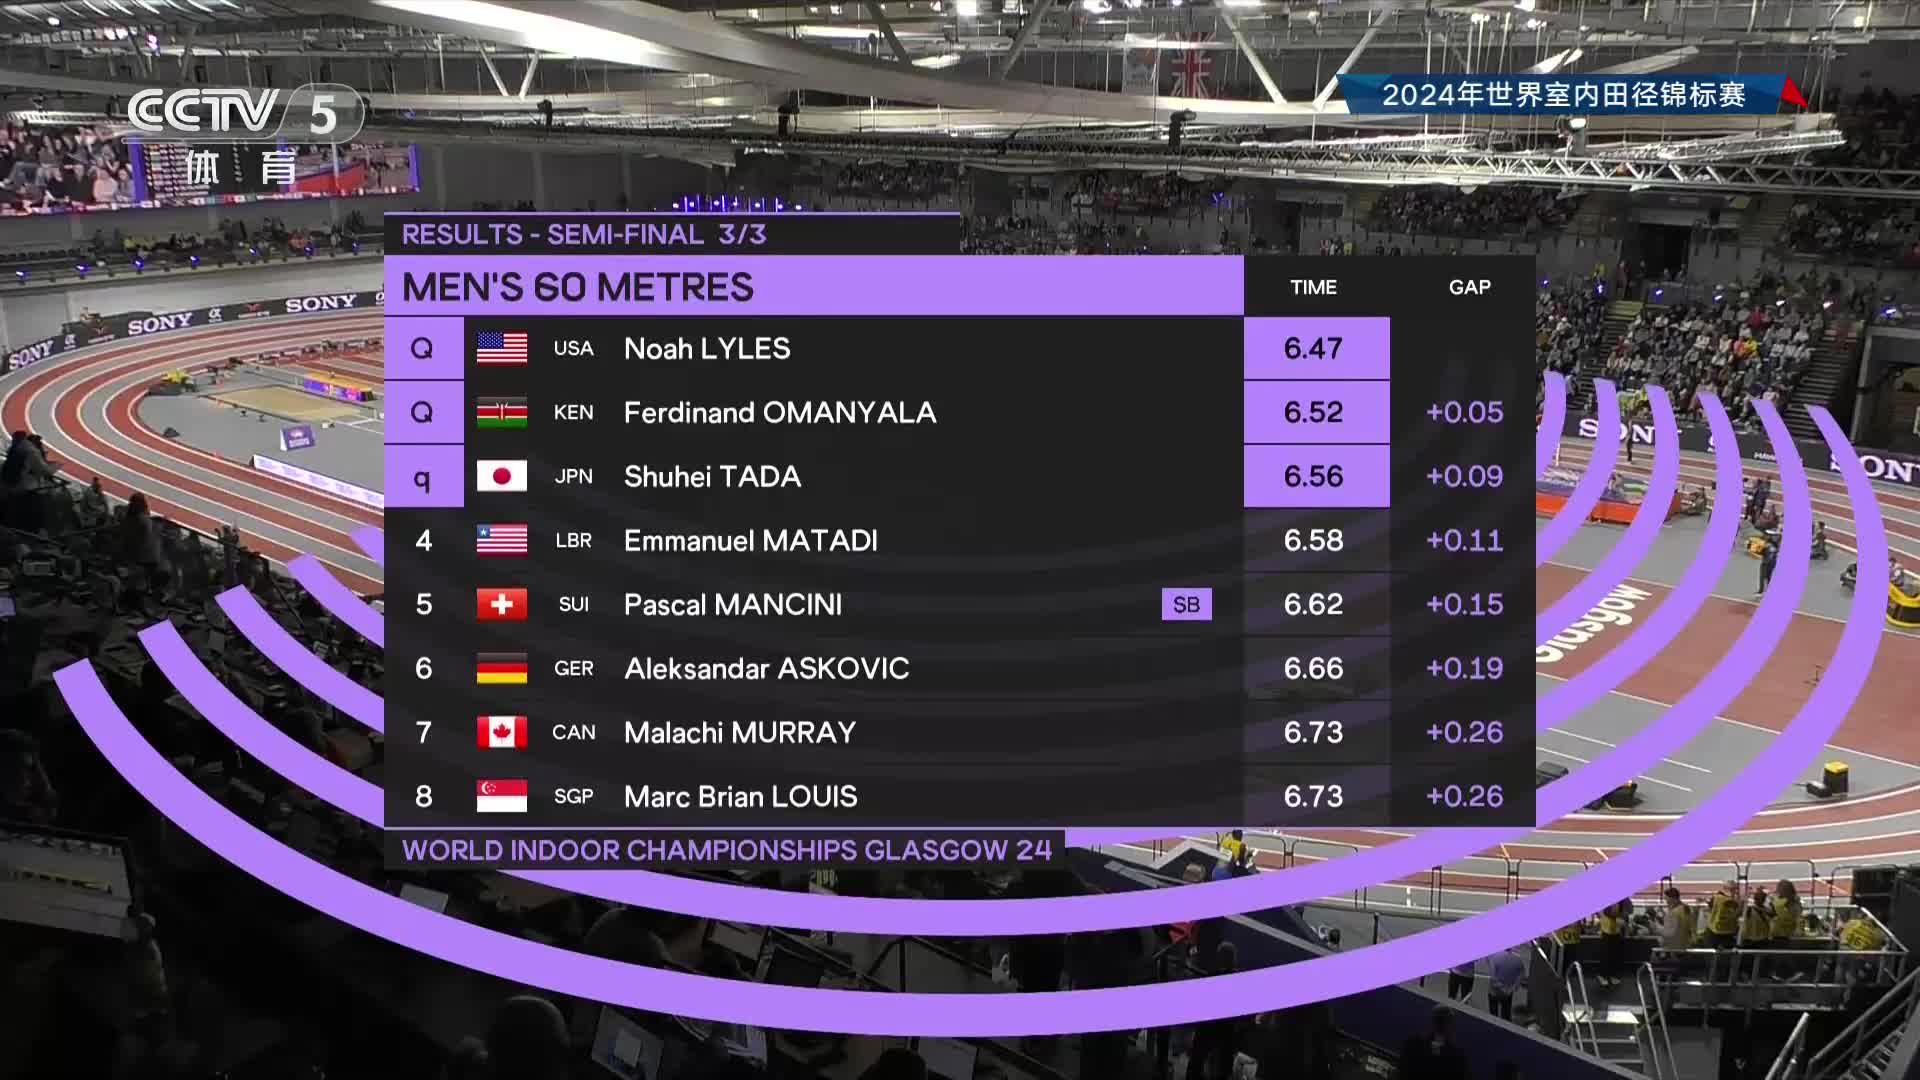 CCTV 5
体育
2024年世界室内田径锦标赛
RESULTS - SEMI-FINAL 3/3
MEN'S 60 METRES TIME GAP
Q USA Noah LYLES 6.47
Q KEN Ferdinand OMANYALA 6.52 +0.05
q JPN Shuhei TADA 6.56 +0.09
4 LBR Emmanuel MATADI 6.58 +0.11
5 SUI Pascal MANCINI SB 6.62 +0.15
6 GER Aleksandar ASKOVIC 6.66 +0.19
7 CAN Malachi MURRAY 6.73 +0.26
8 SGP Marc Brian LOUIS 6.73 +0.26
WORLD INDOOR CHAMPIONSHIPS GLASGOW 24
SONY
SONY
SONY
SONY
SONY
Glasgow